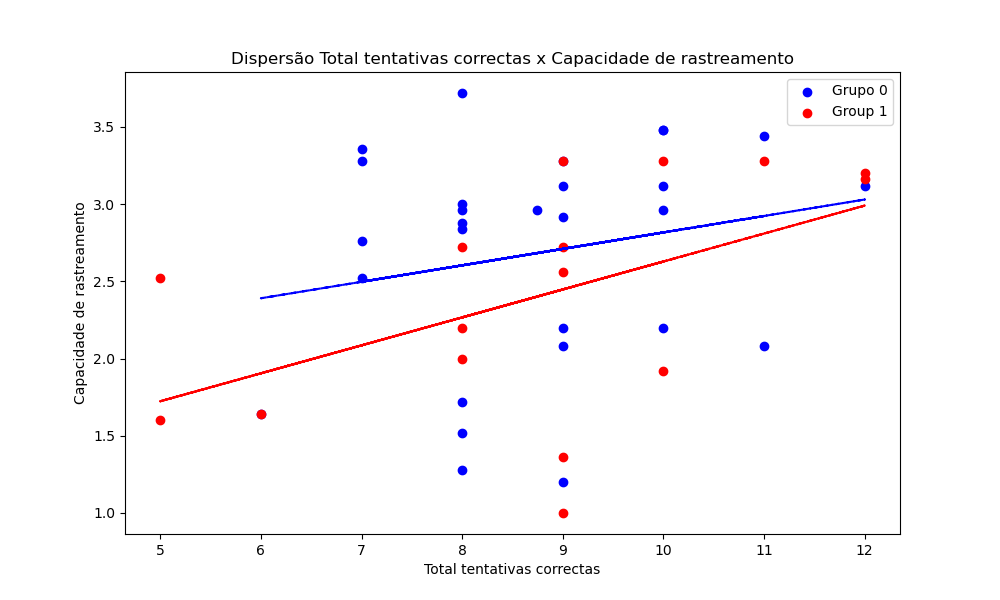 Dispersão Total tentativas correctas x Capacidade de rastreamento
Grupo 0
Group 1
Capacidade de rastreamento
3.5
3.0
2.5
2.0
1.5
1.0
5 6 7 8 9 10 11 12
Total tentativas correctas